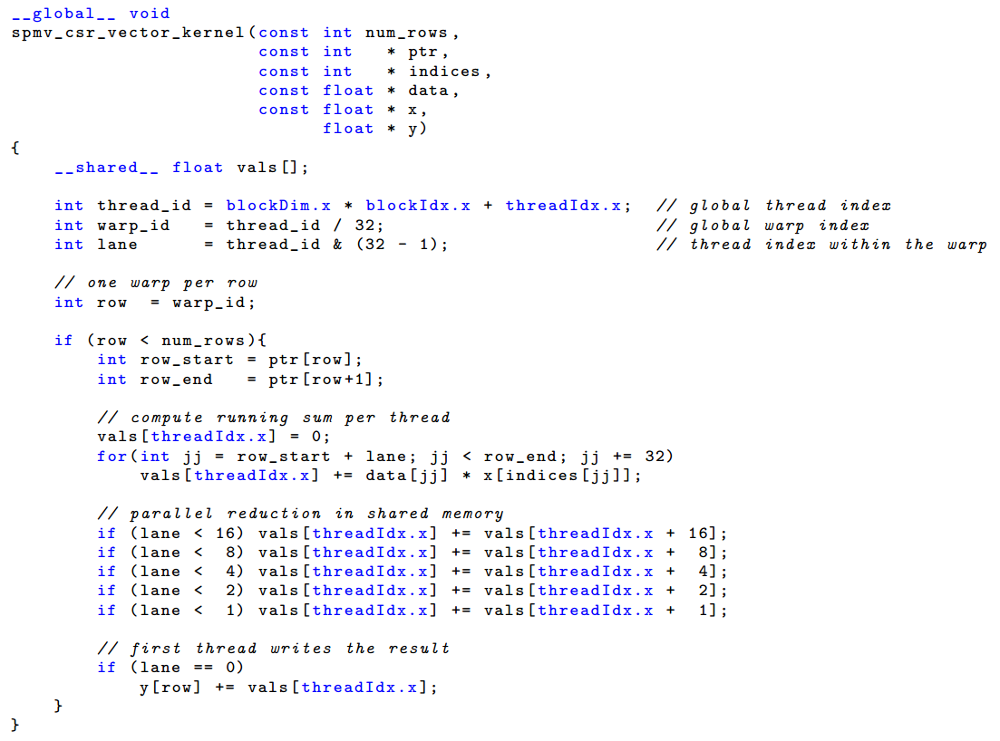 __global__ void
spmv_csr_vector_kernel(const int num_rows,
                       const int   * ptr,
                       const int   * indices,
                       const float * data,
                       const float * x,
                             float * y)
{
    __shared__ float vals[];

    int thread_id = blockDim.x * blockIdx.x + threadIdx.x;  // global thread index
    int warp_id   = thread_id / 32;                         // global warp index
    int lane      = thread_id & (32 - 1);                   // thread index within the warp

    // one warp per row
    int row  = warp_id;

    if (row < num_rows){
        int row_start = ptr[row];
        int row_end   = ptr[row+1];

        // compute running sum per thread
        vals[threadIdx.x] = 0;
        for(int jj = row_start + lane; jj < row_end; jj += 32)
            vals[threadIdx.x] += data[jj] * x[indices[jj]];

        // parallel reduction in shared memory
        if (lane < 16) vals[threadIdx.x] += vals[threadIdx.x + 16];
        if (lane <  8) vals[threadIdx.x] += vals[threadIdx.x +  8];
        if (lane <  4) vals[threadIdx.x] += vals[threadIdx.x +  4];
        if (lane <  2) vals[threadIdx.x] += vals[threadIdx.x +  2];
        if (lane <  1) vals[threadIdx.x] += vals[threadIdx.x +  1];

        // first thread writes the result
        if (lane == 0)
            y[row] += vals[threadIdx.x];
    }
}